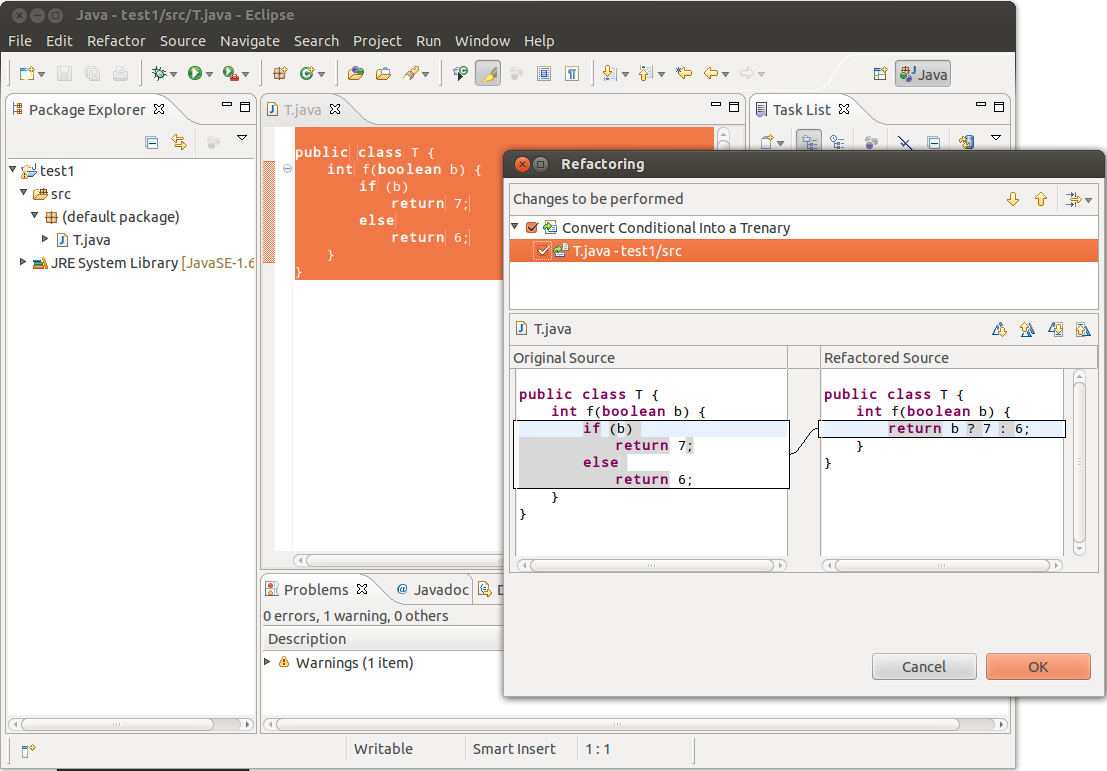 Java - test1/src/T.java - Eclipse
File Edit Refactor Source Navigate Search Project Run Window Help
Java
Package Explorer
test1
src
(default package)
T.java
JRE System Library [JavaSE-1.6
T.java
public class T {
int f(boolean b) {
if (b)
return 7;
else
return 6;
}
}
Task List
Refactoring
Changes to be performed
Convert Conditional Into a Trenary
T.java - test1/src
T.java
Original Source
public class T {
int f(boolean b) {
if (b)
return 7;
else
return 6;
}
}
Refactored Source
public class T {
int f(boolean b) {
return b ? 7 : 6;
}
}
Cancel OK
Problems @ Javadoc
0 errors, 1 warning, 0 others
Description
Warnings (1 item)
Writable Smart Insert 1 : 1